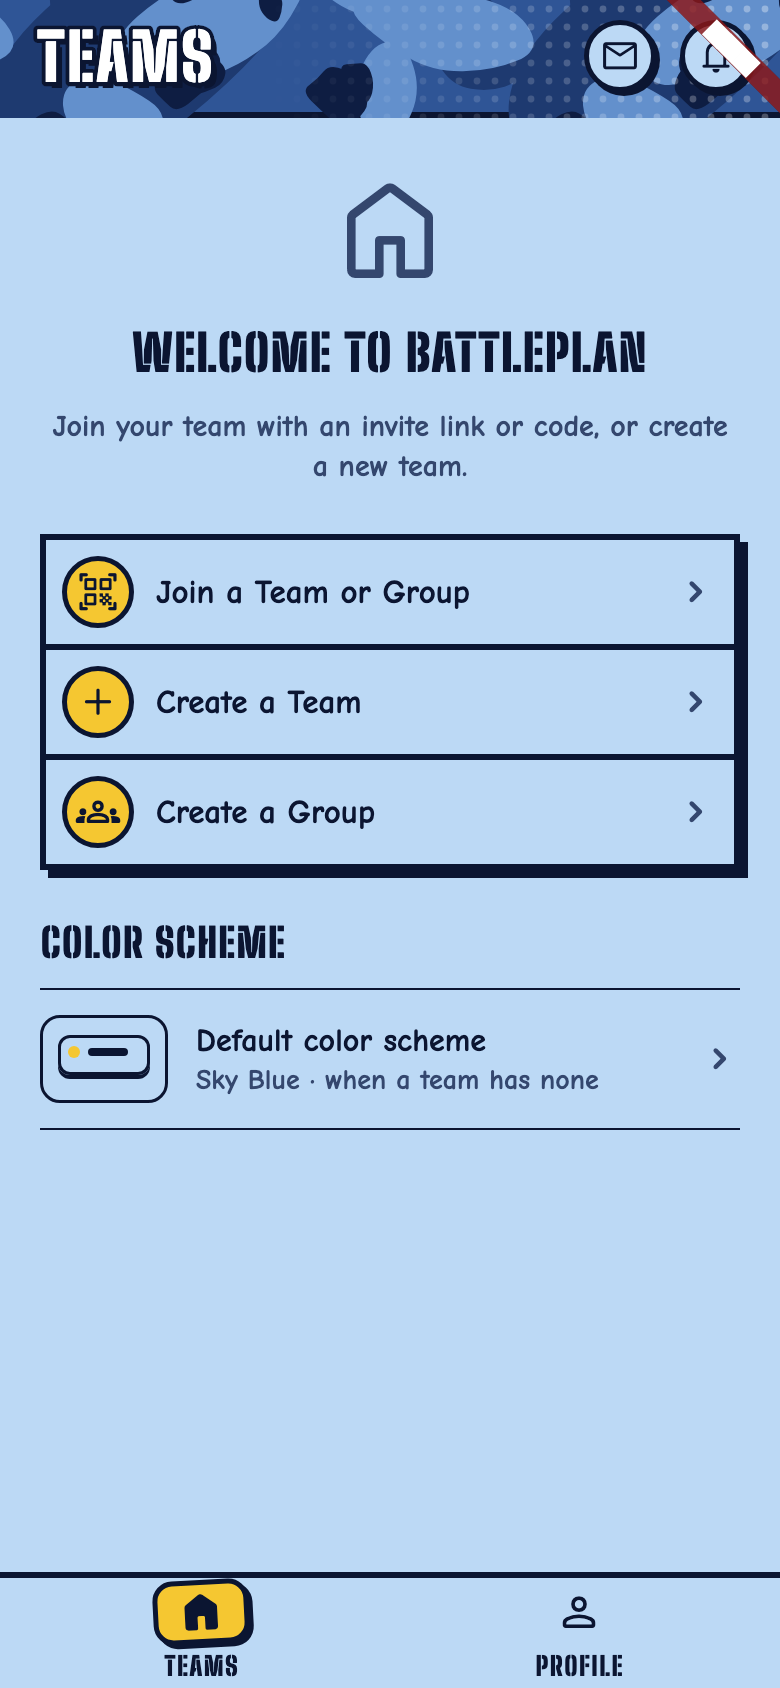 TEAMS
WELCOME TO BATTLEPLAN
Join your team with an invite link or code, or create
a new team.
Join a Team or Group
Create a Team
Create a Group
COLOR SCHEME
Default color scheme
Sky Blue · when a team has none
TEAMS
PROFILE